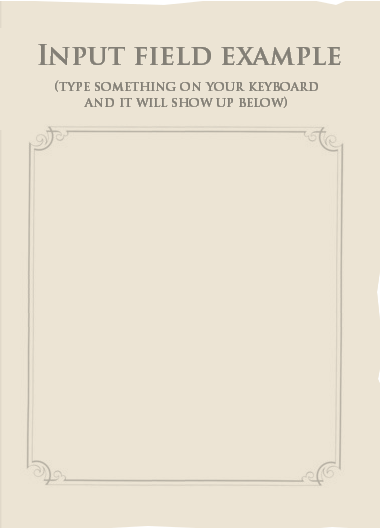 Input field example
(type something on your keyboard
and it will show up below)